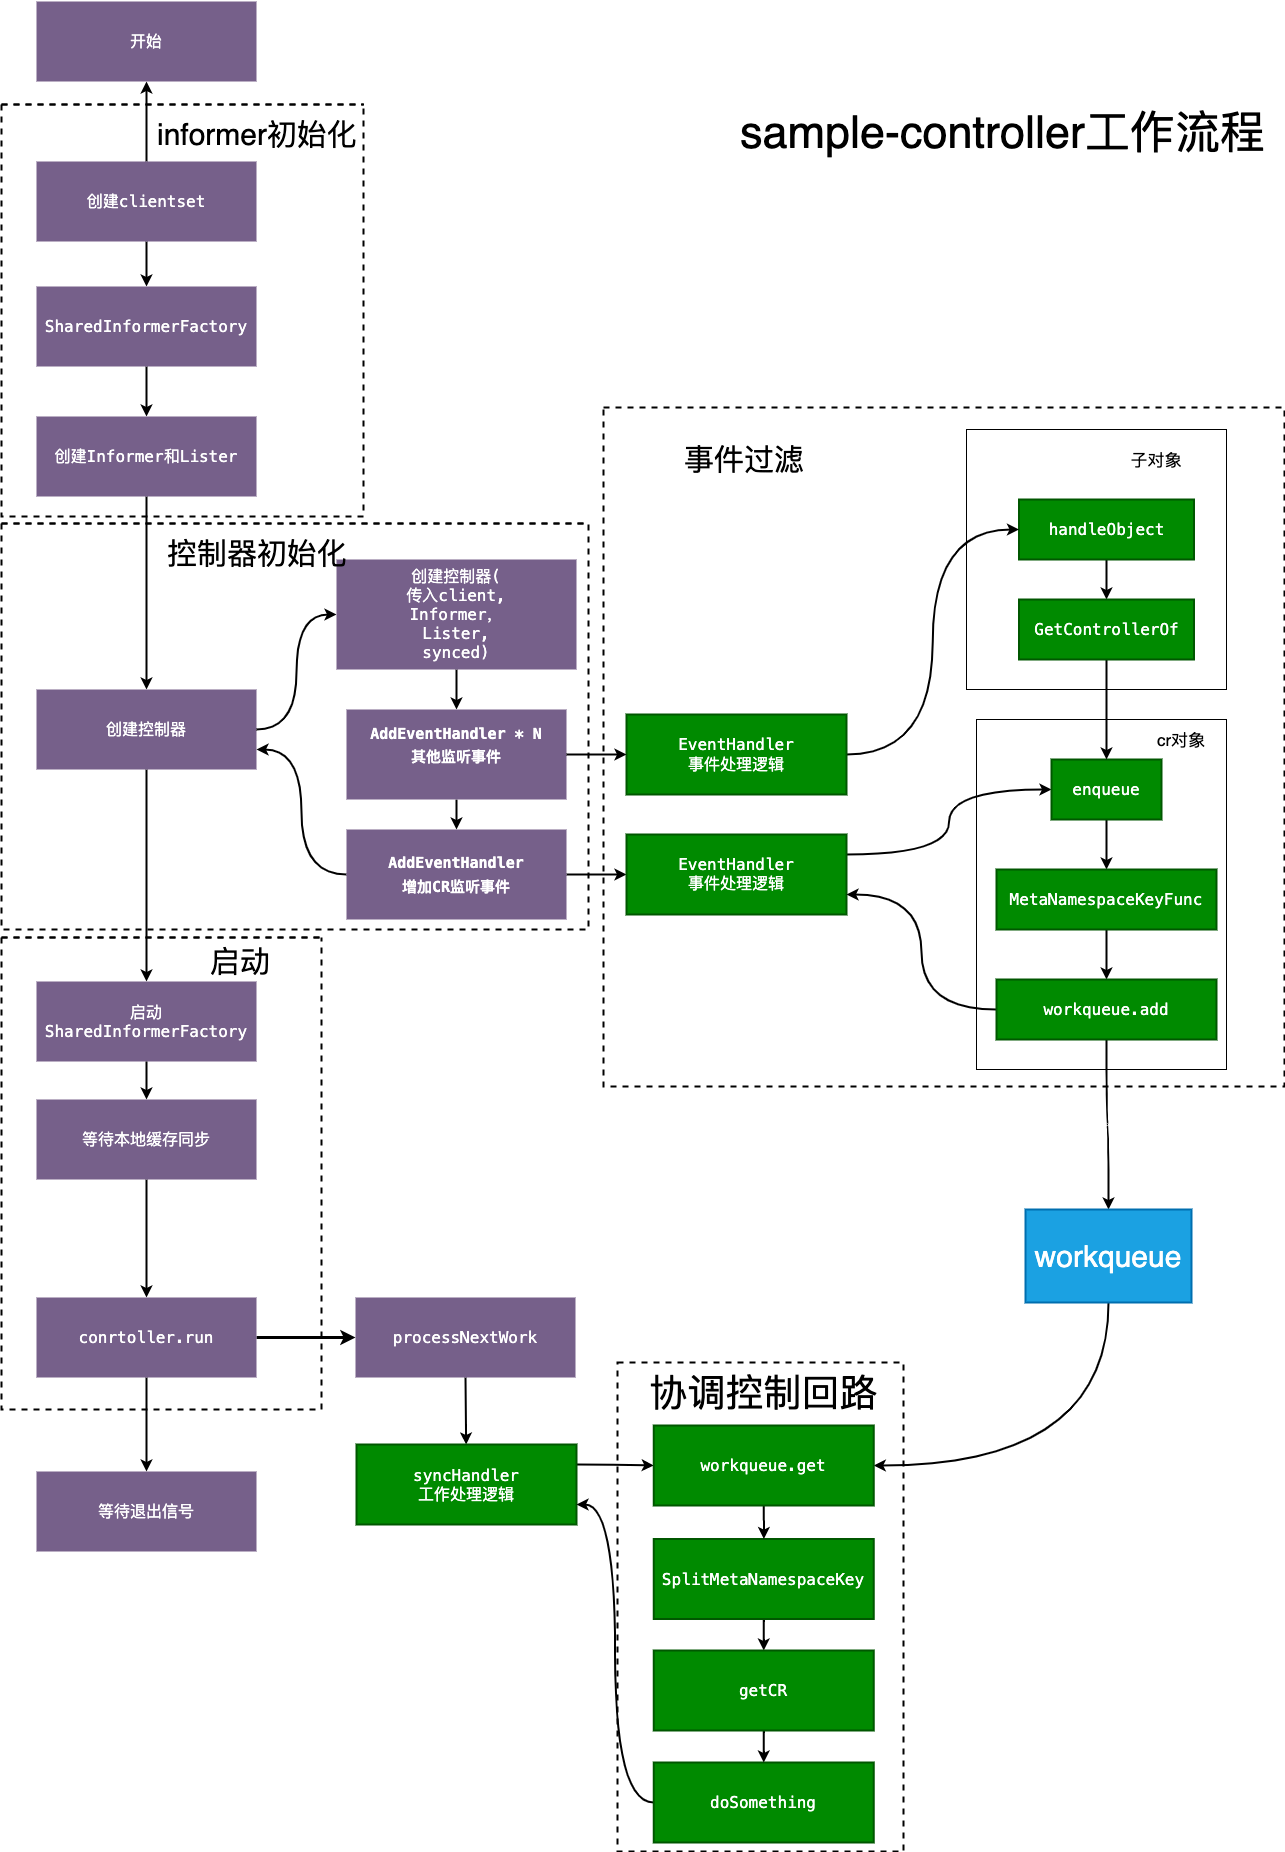 开始
informer初始化
sample-controller工作流程
创建clientset
SharedInformerFactory
创建Informer和Lister
事件过滤
子对象
handleObject
GetControllerOf
控制器初始化
创建控制器(
传入client,
Informer,
Lister,
synced)
创建控制器
AddEventHandler * N
其他监听事件
EventHandler
事件处理逻辑
cr对象
enqueue
AddEventHandler
增加CR监听事件
EventHandler
事件处理逻辑
MetaNamespaceKeyFunc
workqueue.add
启动
启动
SharedInformerFactory
等待本地缓存同步
workqueue
conrtoller.run
processNextWork
协调控制回路
syncHandler
工作处理逻辑
workqueue.get
等待退出信号
SplitMetaNamespaceKey
getCR
doSomething